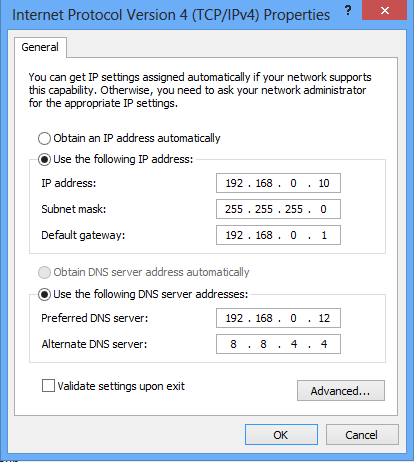 Internet Protocol Version 4 (TCP/IPv4) Properties ? ×
General
You can get IP settings assigned automatically if your network supports
this capability. Otherwise, you need to ask your network administrator
for the appropriate IP settings.
Obtain an IP address automatically
Use the following IP address:
IP address: 192 . 168 . 0 . 10
Subnet mask: 255 . 255 . 255 . 0
Default gateway: 192 . 168 . 0 . 1
Obtain DNS server address automatically
Use the following DNS server addresses:
Preferred DNS server: 192 . 168 . 0 . 12
Alternate DNS server: 8 . 8 . 4 . 4
Validate settings upon exit
Advanced...
OK Cancel